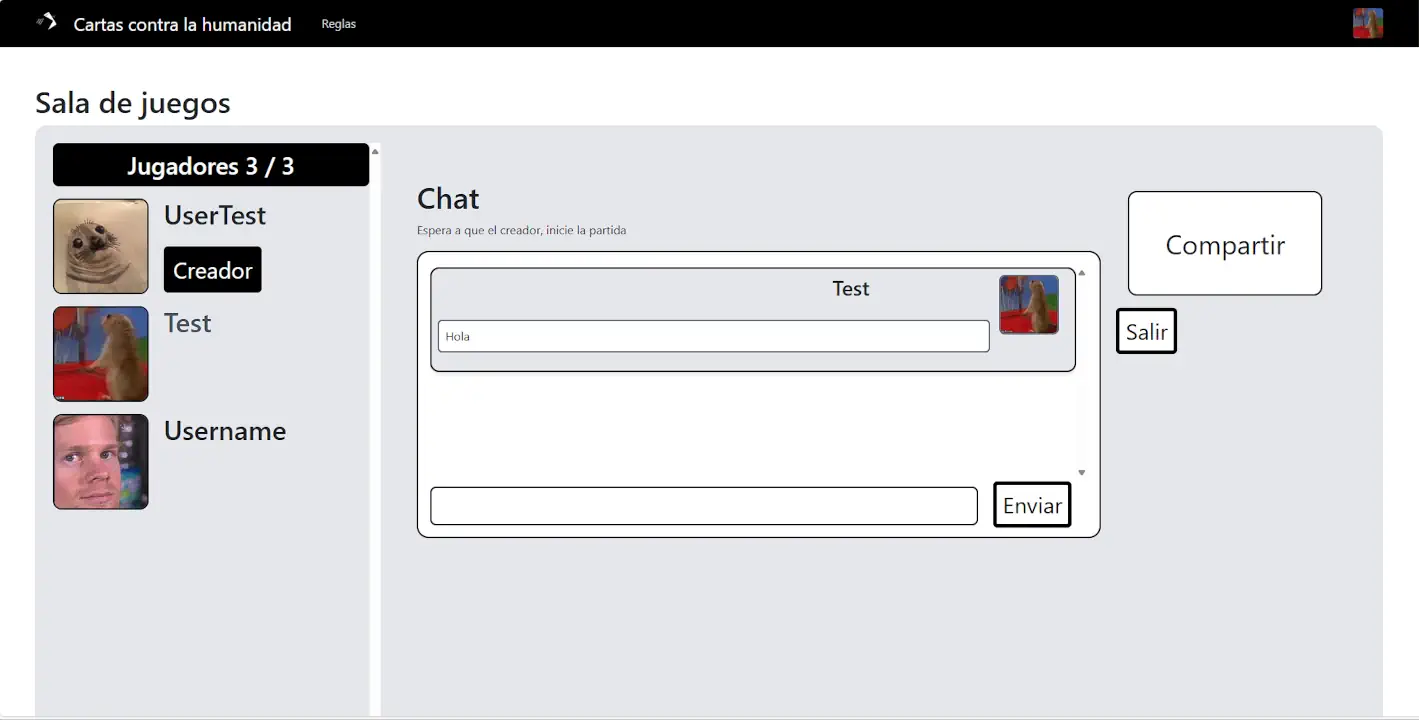 Cartas contra la humanidad
Reglas
Sala de juegos
Jugadores 3 / 3
UserTest
Creador
Test
Username
Chat
Espera a que el creador, inicie la partida
Test
Hola
Enviar
Compartir
Salir